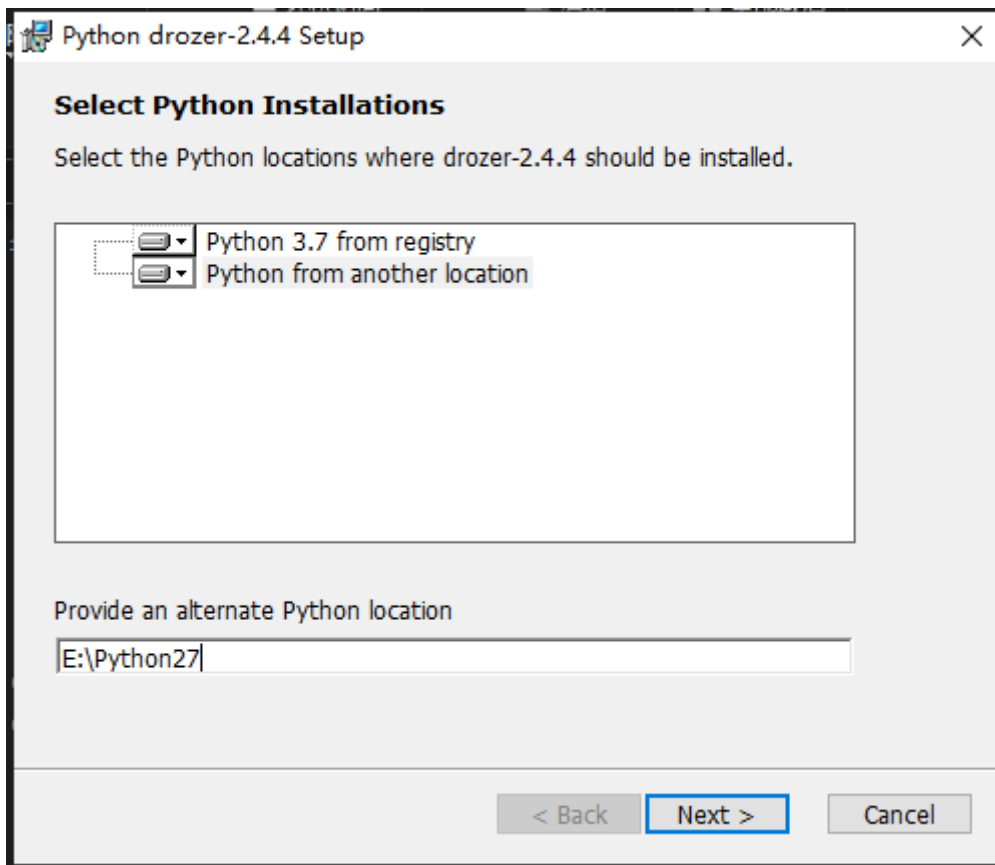 Python drozer-2.4.4 Setup
Select Python Installations
Select the Python locations where drozer-2.4.4 should be installed.
Python 3.7 from registry
Python from another location
Provide an alternate Python location
E:\Python27
< Back
Next >
Cancel